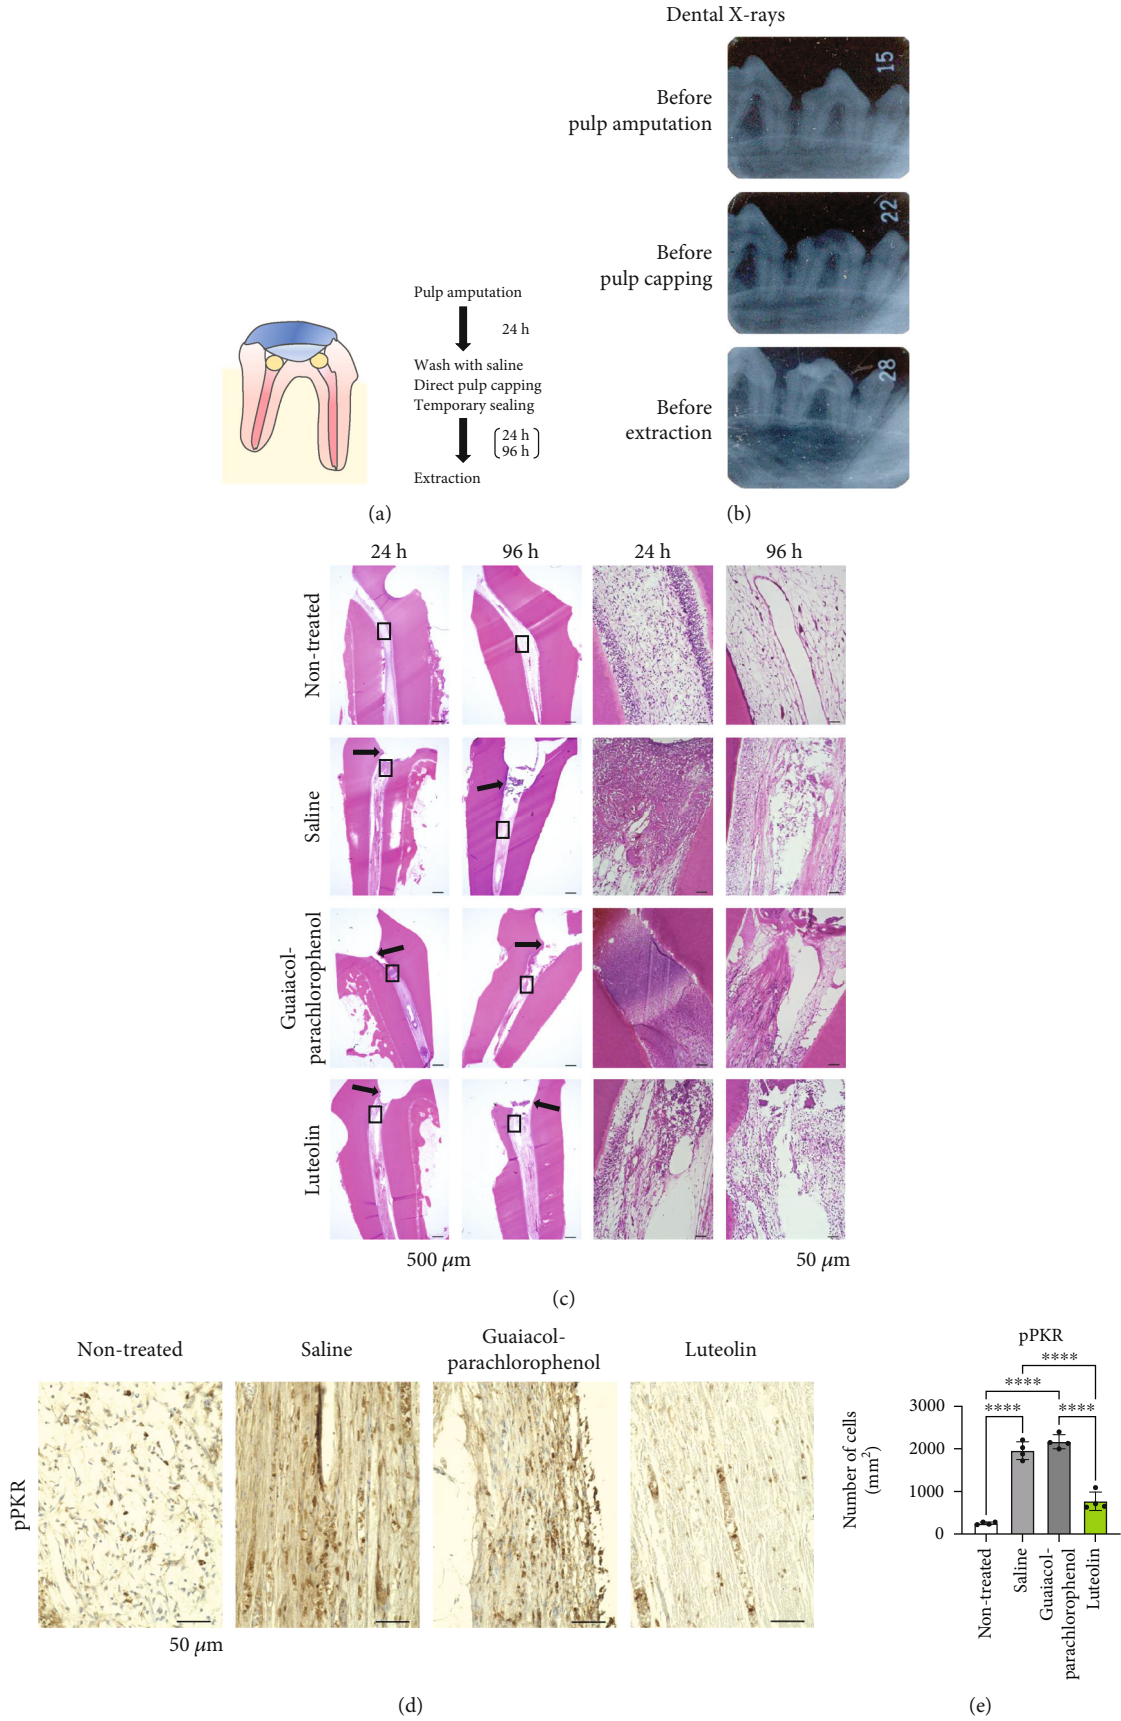 Dental X-rays
Before
pulp amputation
15
Before
pulp capping
22
Before
extraction
28
Pulp amputation
24 h
Wash with saline
Direct pulp capping
Temporary sealing
24 h
96 h
Extraction
(a)
(b)
24 h
96 h
24 h
96 h
Non-treated
Saline
Guaiacol-
parachlorophenol
Luteolin
500 μm
50 μm
(c)
Non-treated
Saline
Guaiacol-
parachlorophenol
Luteolin
pPKR
50 μm
(d)
pPKR
****
****
****
****
Number of cells
(mm²)
3000
2000
1000
0
Non-treated
Saline
Guaiacol-
parachlorophenol
Luteolin
(e)